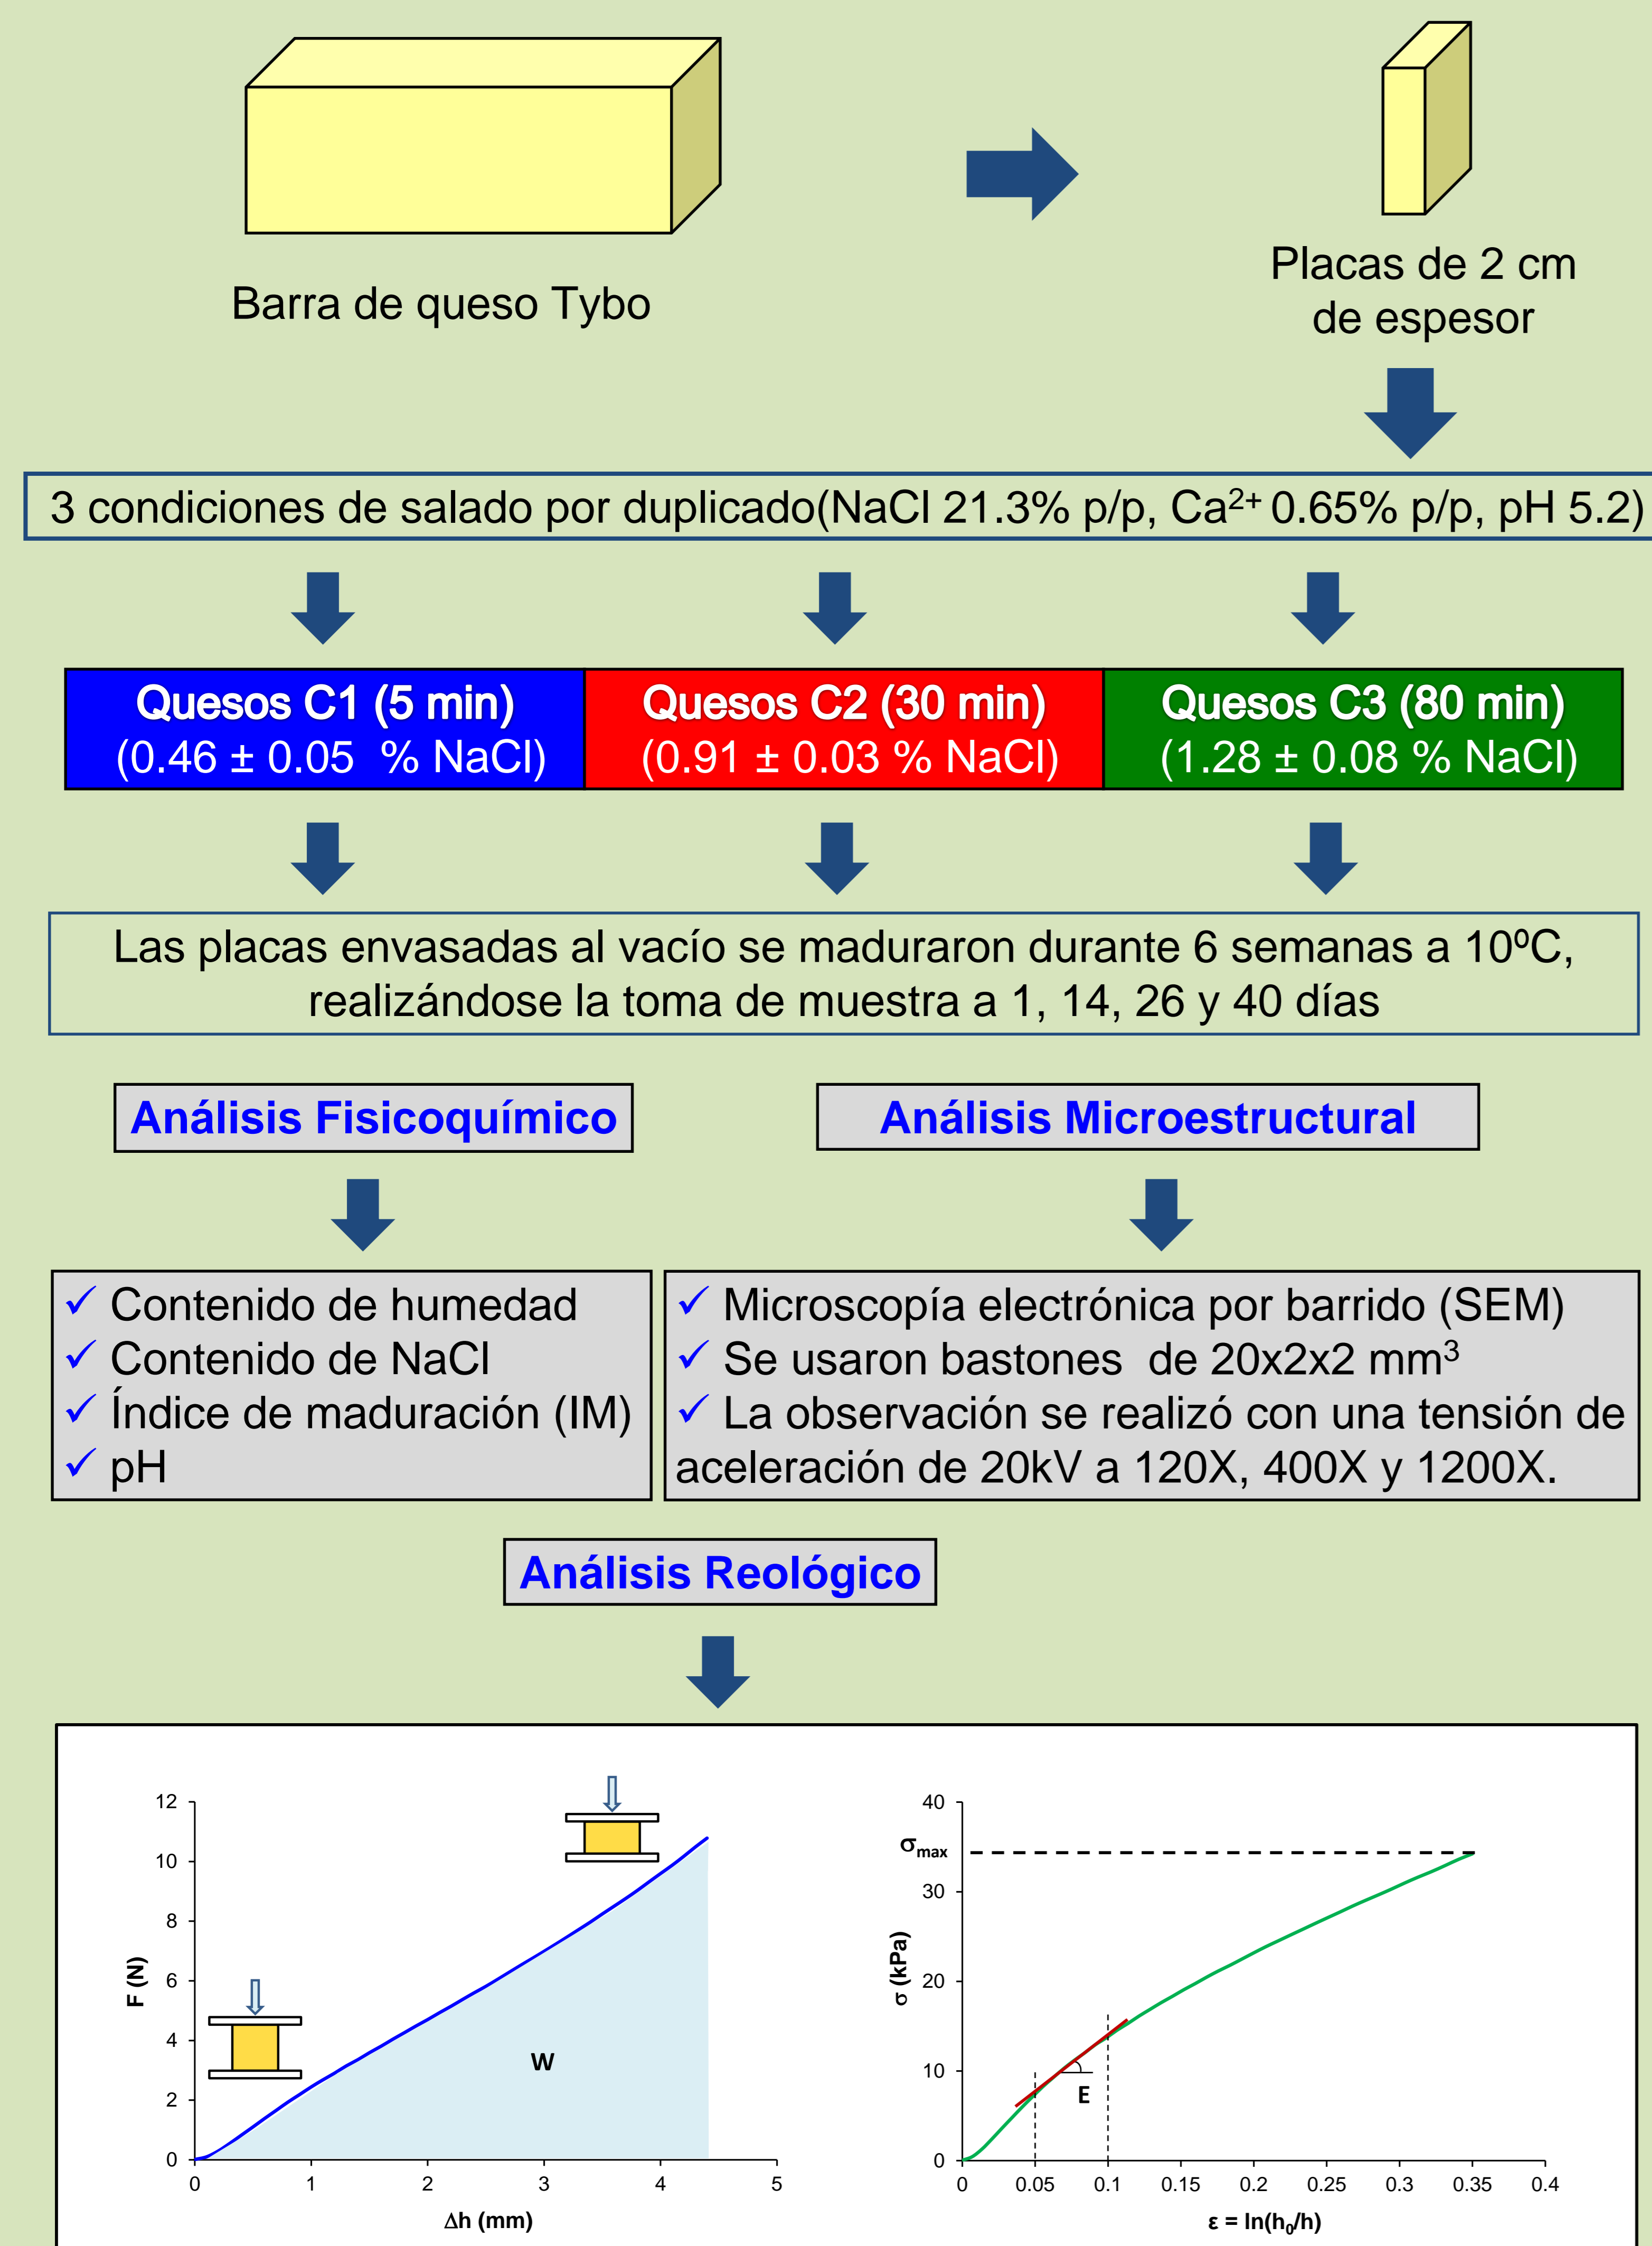 Barra de queso Tybo
Placas de 2 cm
de espesor
3 condiciones de salado por duplicado(NaCl 21.3% p/p, Ca²⁺ 0.65% p/p, pH 5.2)
Quesos C1 (5 min)
(0.46 ± 0.05 % NaCl)
Quesos C2 (30 min)
(0.91 ± 0.03 % NaCl)
Quesos C3 (80 min)
(1.28 ± 0.08 % NaCl)
Las placas envasadas al vacío se maduraron durante 6 semanas a 10ºC,
realizándose la toma de muestra a 1, 14, 26 y 40 días
Análisis Fisicoquímico
Análisis Microestructural
✓ Contenido de humedad
✓ Contenido de NaCl
✓ Índice de maduración (IM)
✓ pH
✓ Microscopía electrónica por barrido (SEM)
✓ Se usaron bastones de 20x2x2 mm³
✓ La observación se realizó con una tensión de
aceleración de 20kV a 120X, 400X y 1200X.
Análisis Reológico
12
10
8
6
4
2
0
F (N)
W
0 1 2 3 4 5
Δh (mm)
40
σmax
30
20
10
0
σ (kPa)
E
0 0.05 0.1 0.15 0.2 0.25 0.3 0.35 0.4
ε = ln(h₀/h)